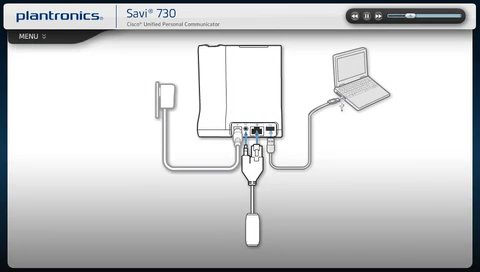 plantronics.
Savi® 730
Cisco® Unified Personal Communicator
MENU